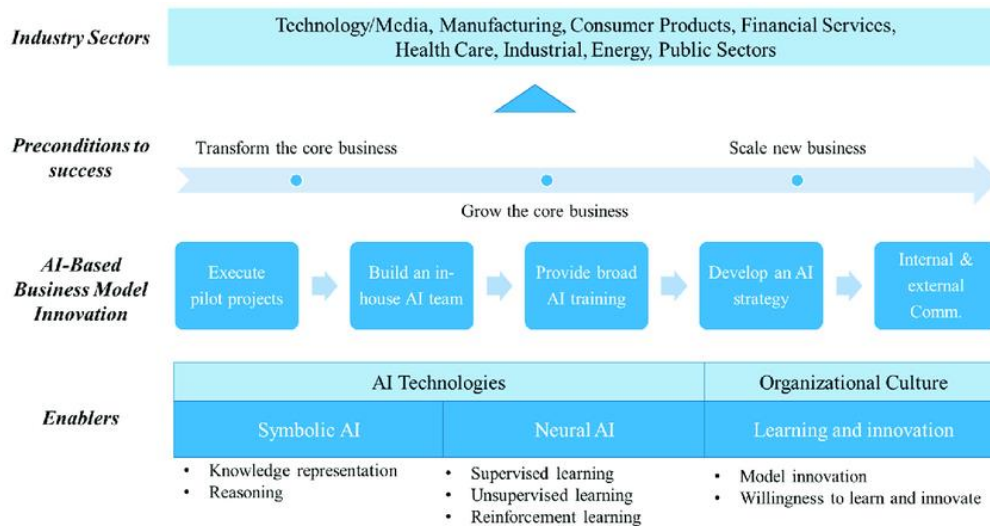 Industry Sectors
Technology/Media, Manufacturing, Consumer Products, Financial Services,
Health Care, Industrial, Energy, Public Sectors
Preconditions to
success
Transform the core business
Scale new business
Grow the core business
AI-Based
Business Model
Innovation
Execute
pilot projects
Build an in-
house AI team
Provide broad
AI training
Develop an AI
strategy
Internal &
external
Comm.
Enablers
AI Technologies
Organizational Culture
Symbolic AI
Neural AI
Learning and innovation
• Knowledge representation
• Reasoning
• Supervised learning
• Unsupervised learning
• Reinforcement learning
• Model innovation
• Willingness to learn and innovate